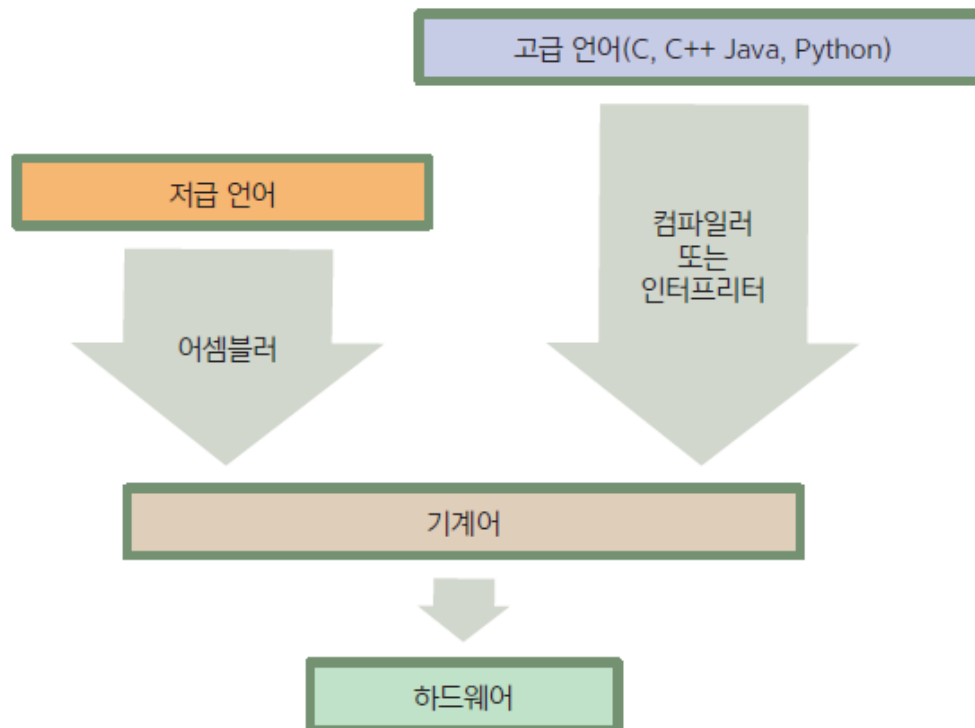 고급 언어(C, C++ Java, Python)
저급 언어
컴파일러
또는
인터프리터
어셈블러
기계어
하드웨어